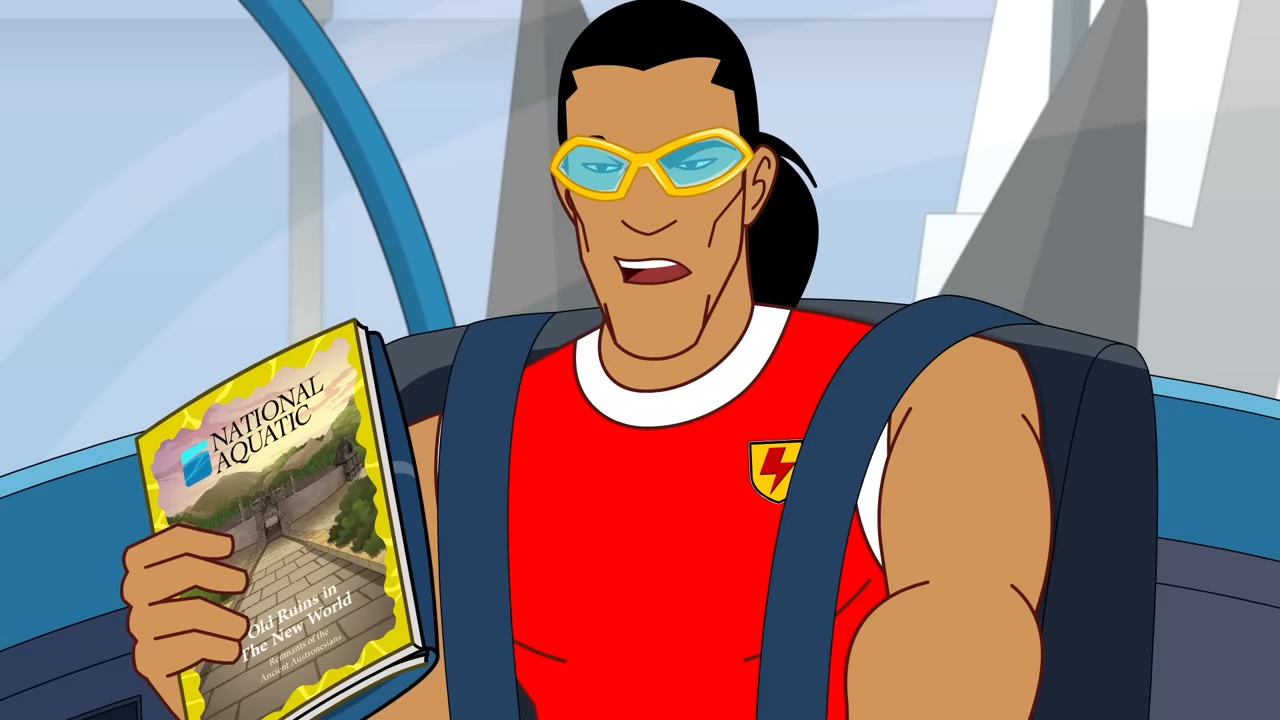 NATIONAL
AQUATIC
Old Ruins in
The New World
Remnants of the
Ancient Austronesians